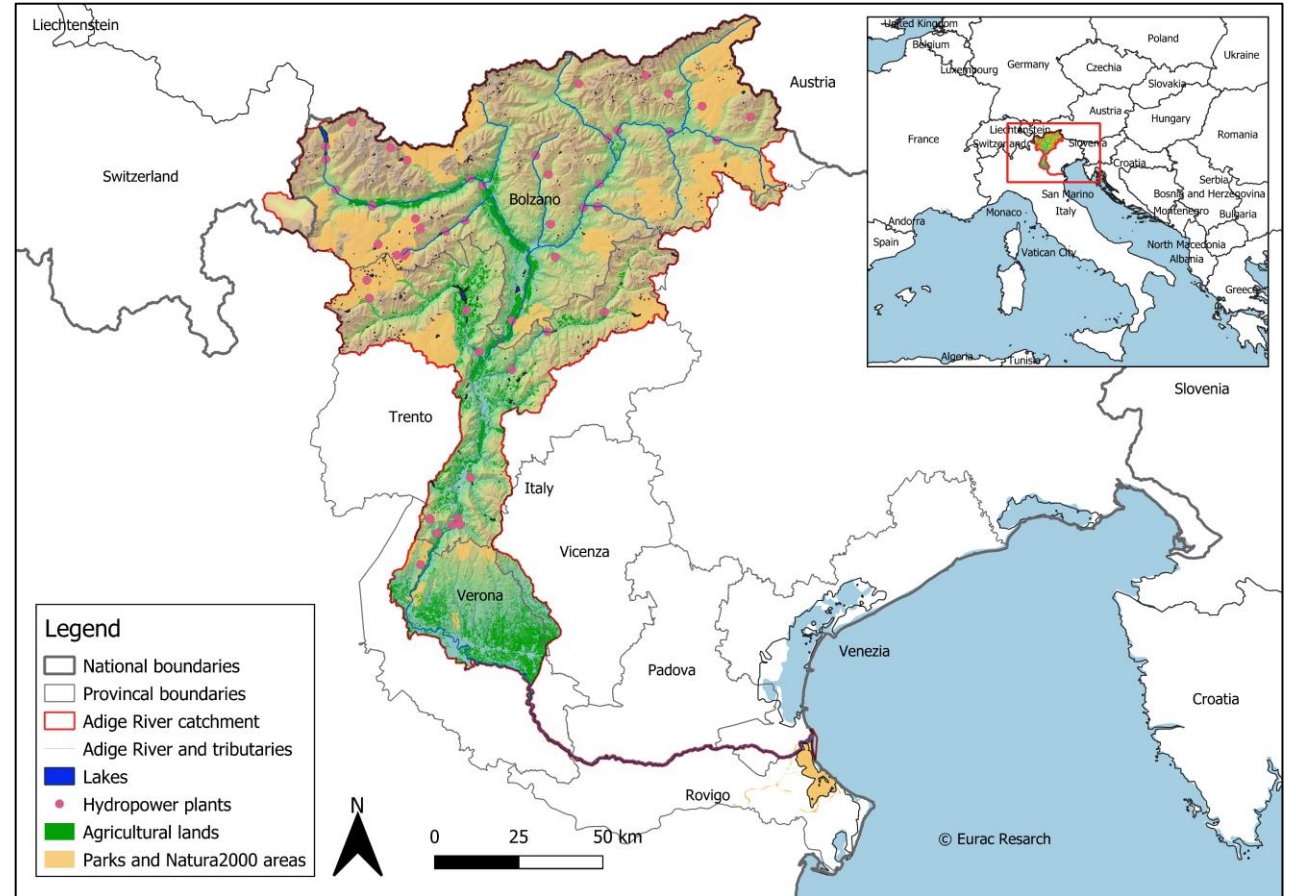 Liechtenstein
Austria
Switzerland
Bolzano
Trento
Italy
Vicenza
Verona
Padova
Venezia
Rovigo
Slovenia
Croatia
United Kingdom
Belgium
Luxembourg
Germany
Poland
Czechia
Ukraine
Slovakia
Austria
Hungary
France
Liechtenstein
Switzerland
Slovenia
Romania
Croatia
Serbia
San Marino
Bosnia and Herzegovina
Monaco
Italy
Montenegro
Bulgaria
Andorra
Spain
Vatican City
North Macedonia
Albania
Greece
Algeria
Tunisia
Legend
National boundaries
Provincal boundaries
Adige River catchment
Adige River and tributaries
Lakes
Hydropower plants
Agricultural lands
Parks and Natura2000 areas
N
0 25 50 km
© Eurac Resarch